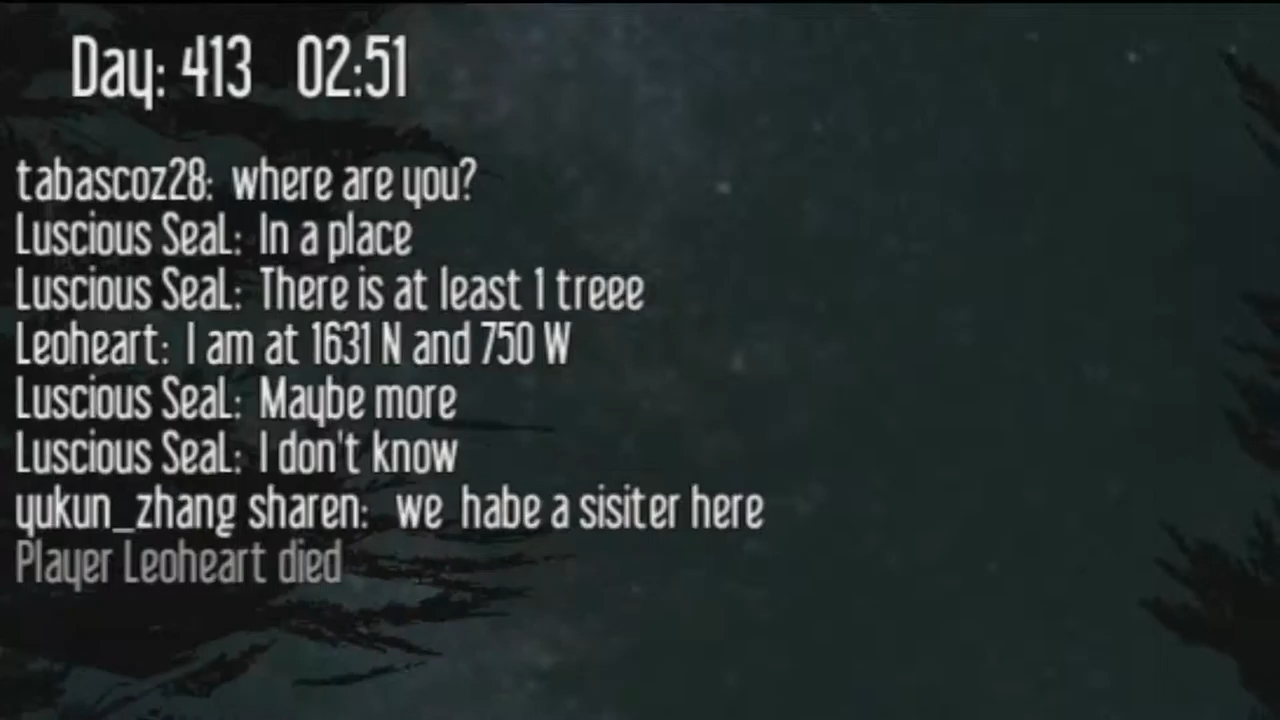 Day: 413 02:51
tabascoz28: where are you?
Luscious Seal: In a place
Luscious Seal: There is at least 1 treee
Leoheart: I am at 1631 N and 750 W
Luscious Seal: Maybe more
Luscious Seal: I don't know
yukun_zhang sharen: we habe a sisiter here
Player Leoheart died